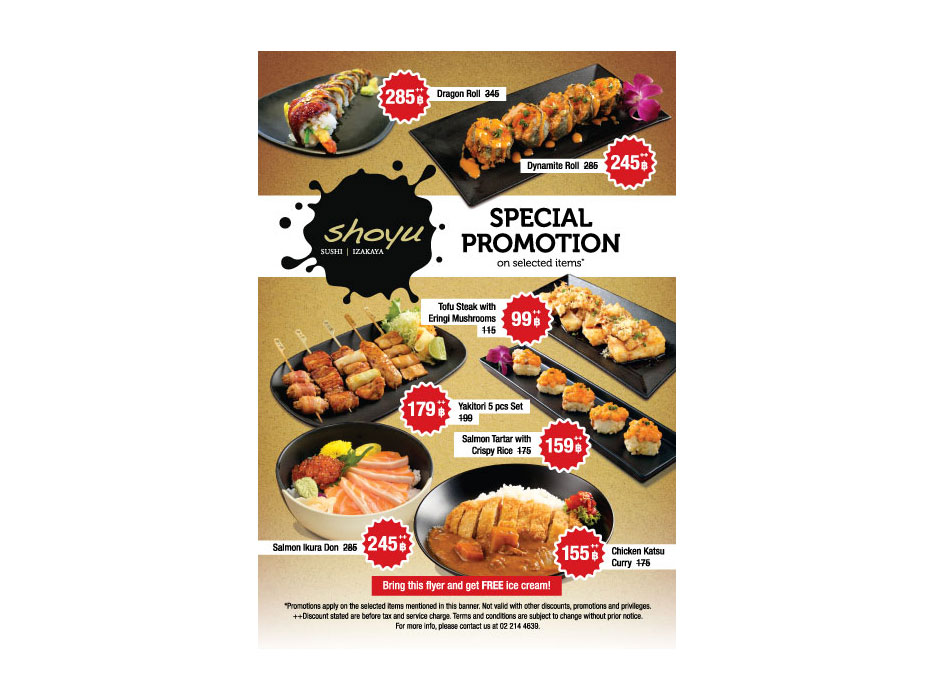 285++
฿
Dragon Roll 345
Dynamite Roll 285
245++
฿
shoyu
SUSHI | IZAKAYA
SPECIAL
PROMOTION
on selected items*
Tofu Steak with
Eringi Mushrooms
115
99++
฿
179++
฿
Yakitori 5 pcs Set
199
Salmon Tartar with
Crispy Rice 175
159++
฿
Salmon Ikura Don 285
245++
฿
155++
฿
Chicken Katsu
Curry 175
Bring this flyer and get FREE ice cream!
*Promotions apply on the selected items mentioned in this banner. Not valid with other discounts, promotions and privileges.
++Discount stated are before tax and service charge. Terms and conditions are subject to change without prior notice.
For more info, please contact us at 02 214 4639.